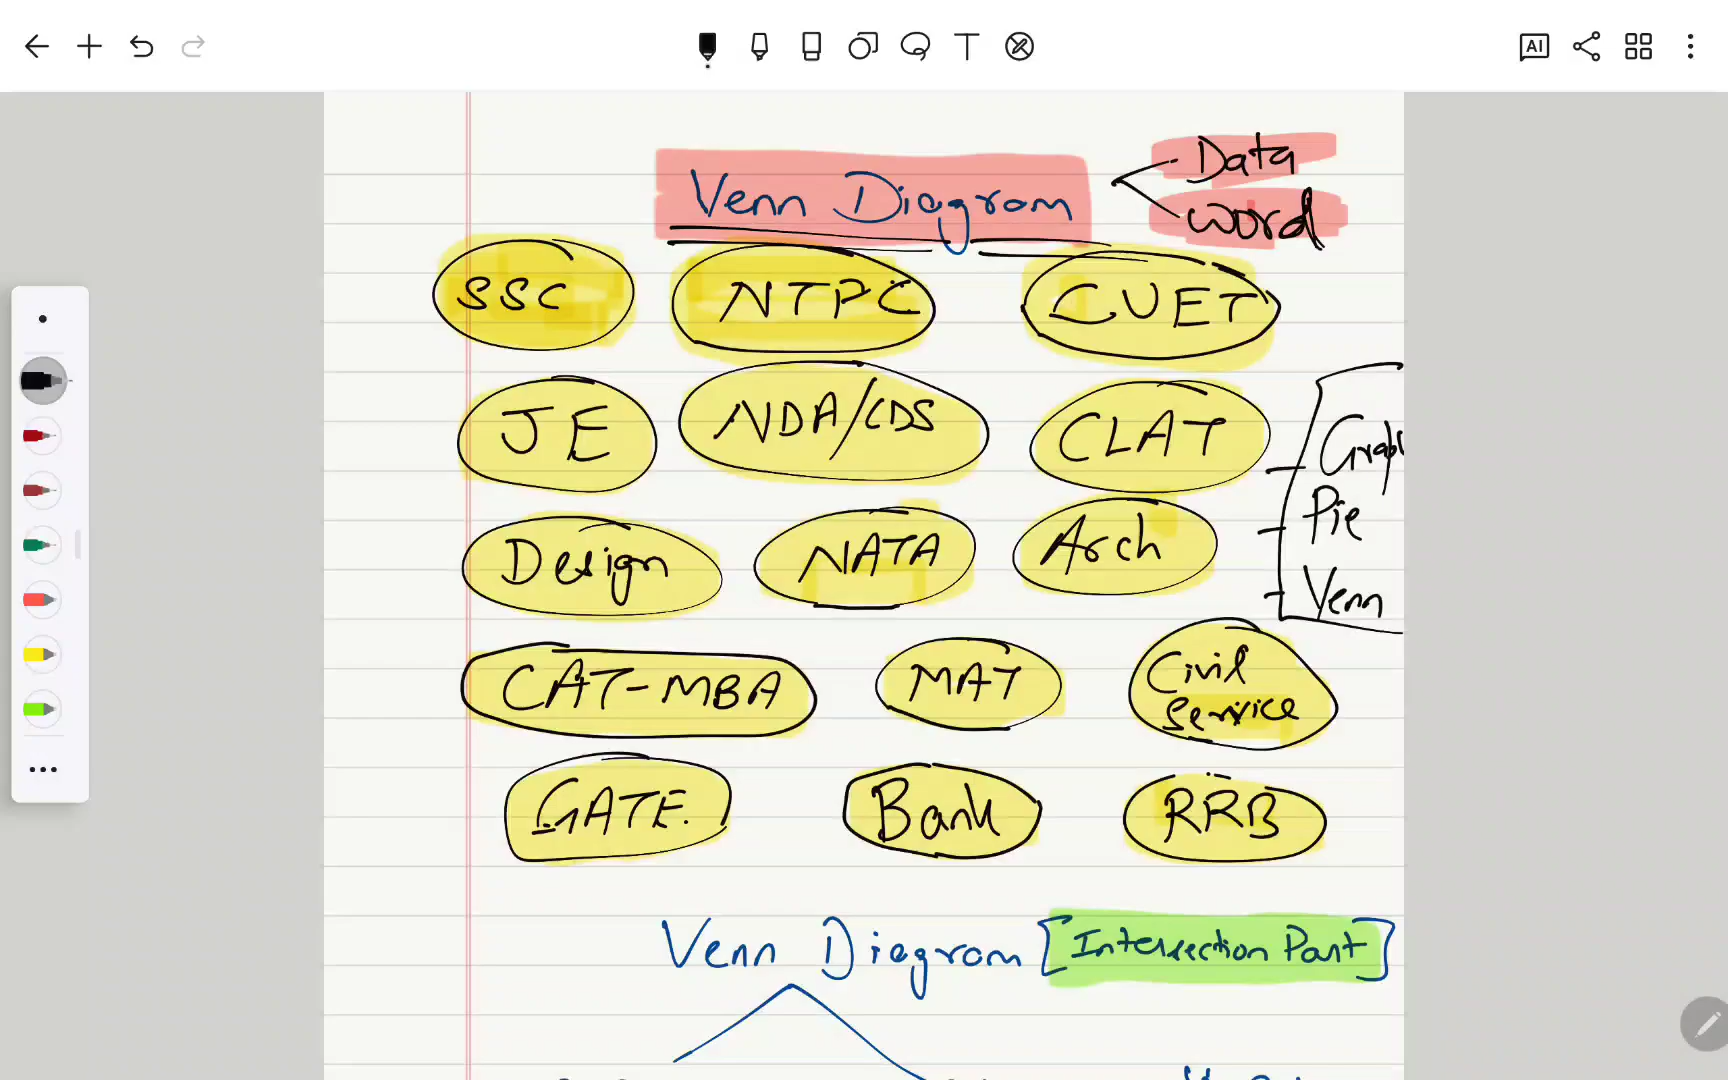 AI
Venn Diagram
Data
Word
SSC
NTPC
CUET
JE
NDA/CDS
CLAT
Graph
Pie
Venn
Design
NATA
Arch
CAT-MBA
MAT
Civil
Service
GATE.
Bank
RRB
Venn Diagram [Intersection Part]